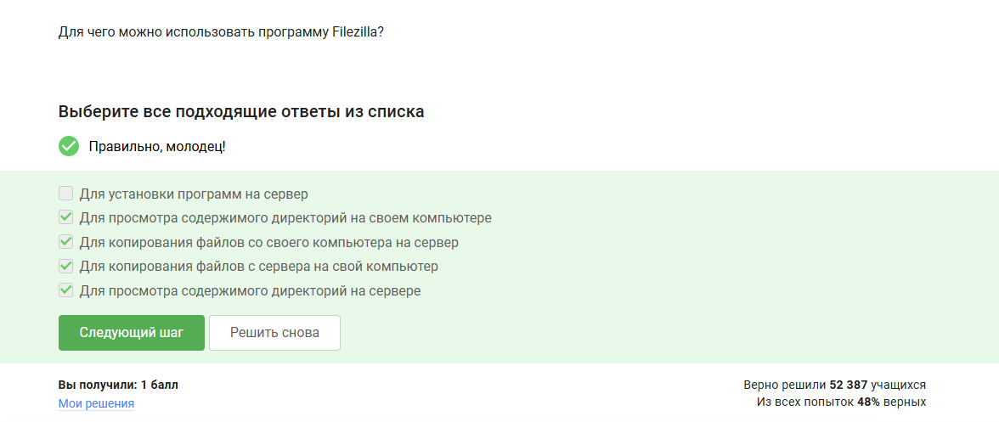 Для чего можно использовать программу Filezilla?
Выберите все подходящие ответы из списка
Правильно, молодец!
Для установки программ на сервер
Для просмотра содержимого директорий на своем компьютере
Для копирования файлов со своего компьютера на сервер
Для копирования файлов с сервера на свой компьютер
Для просмотра содержимого директорий на сервере
Следующий шаг Решить снова
Вы получили: 1 балл
Мои решения
Верно решили 52 387 учащихся
Из всех попыток 48% верных